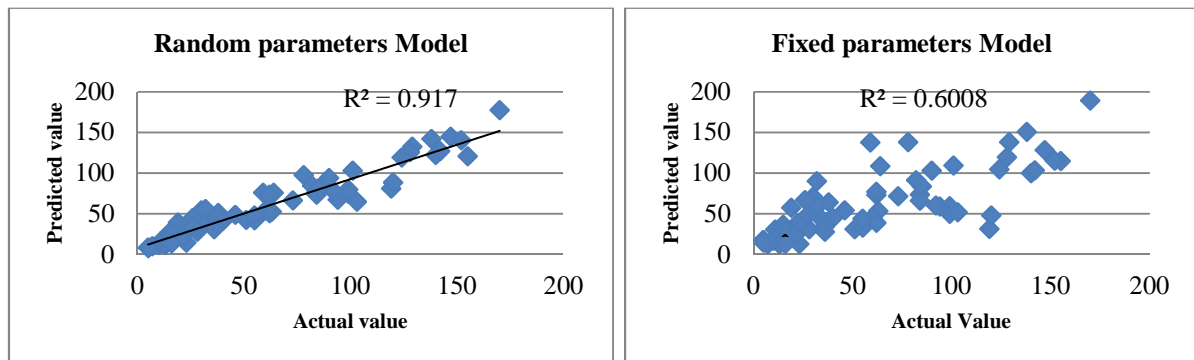 Random parameters Model
R² = 0.917
Predicted value
200
150
100
50
0
0 50 100 150 200
Actual value
Fixed parameters Model
R² = 0.6008
Predicted value
200
150
100
50
0
0 50 100 150 200
Actual Value